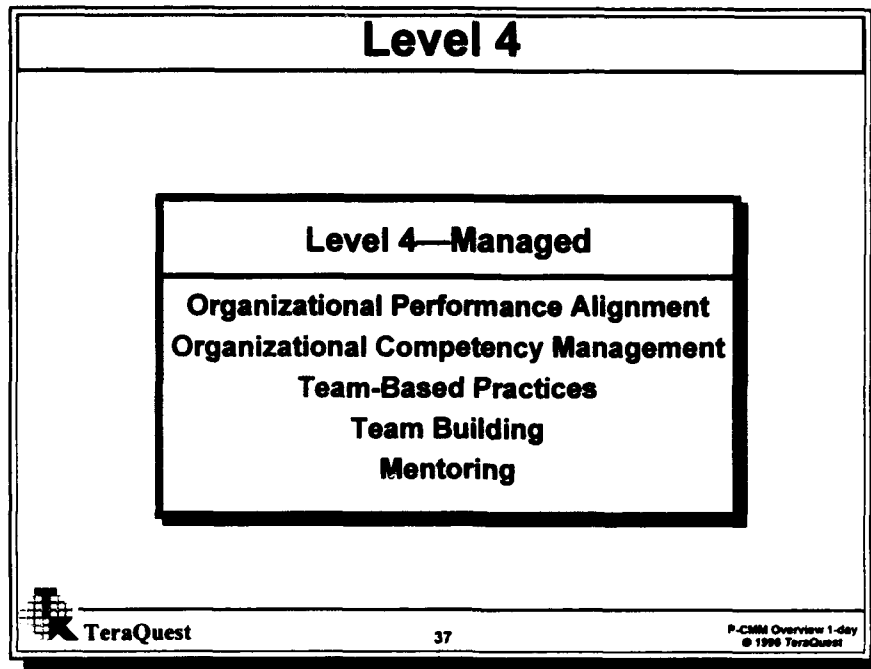 Level 4
Level 4—Managed
Organizational Performance Alignment
Organizational Competency Management
Team-Based Practices
Team Building
Mentoring
TeraQuest
37
P-CMM Overview 1-day
© 1996 TeraQuest